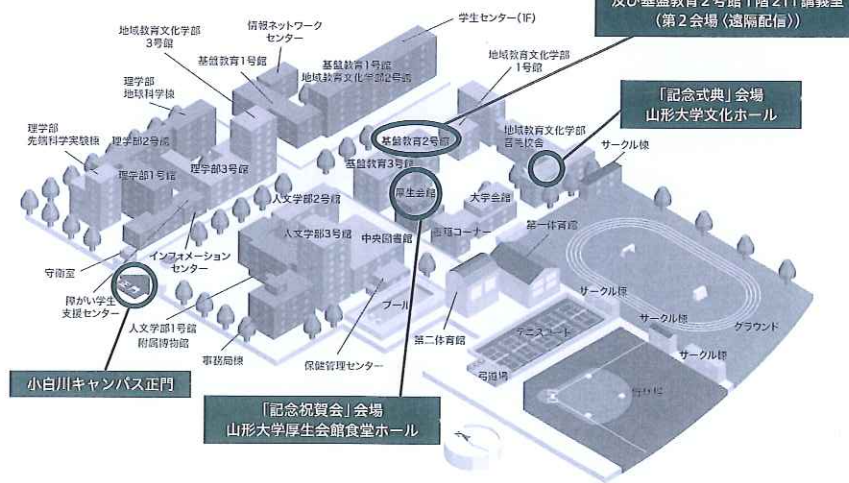 及び基盤教育2号館1階211講義室
(第2会場〈遠隔配信〉)
学生センター(1F)
情報ネットワーク
センター
地域教育文化学部
3号館
基盤教育1号館
基盤教育1号館
地域教育文化学部2号館
地域教育文化学部
1号館
「記念式典」会場
山形大学文化ホール
理学部
地球科学棟
理学部
先端科学実験棟
理学部2号館
理学部1号館
理学部3号館
基盤教育2号館
基盤教育3号館
地域教育文化学部
音楽校舎
サークル棟
厚生会館
大学会館
人文学部2号館
人文学部3号館
中央図書館
書籍コーナー
第一体育館
インフォメーション
センター
守衛室
障がい学生
支援センター
人文学部1号館
附属博物館
事務局棟
プール
保健管理センター
第二体育館
テニスコート
弓道場
サークル棟
サークル棟
サークル棟
グラウンド
野球場
小白川キャンパス正門
「記念祝賀会」会場
山形大学厚生会館食堂ホール